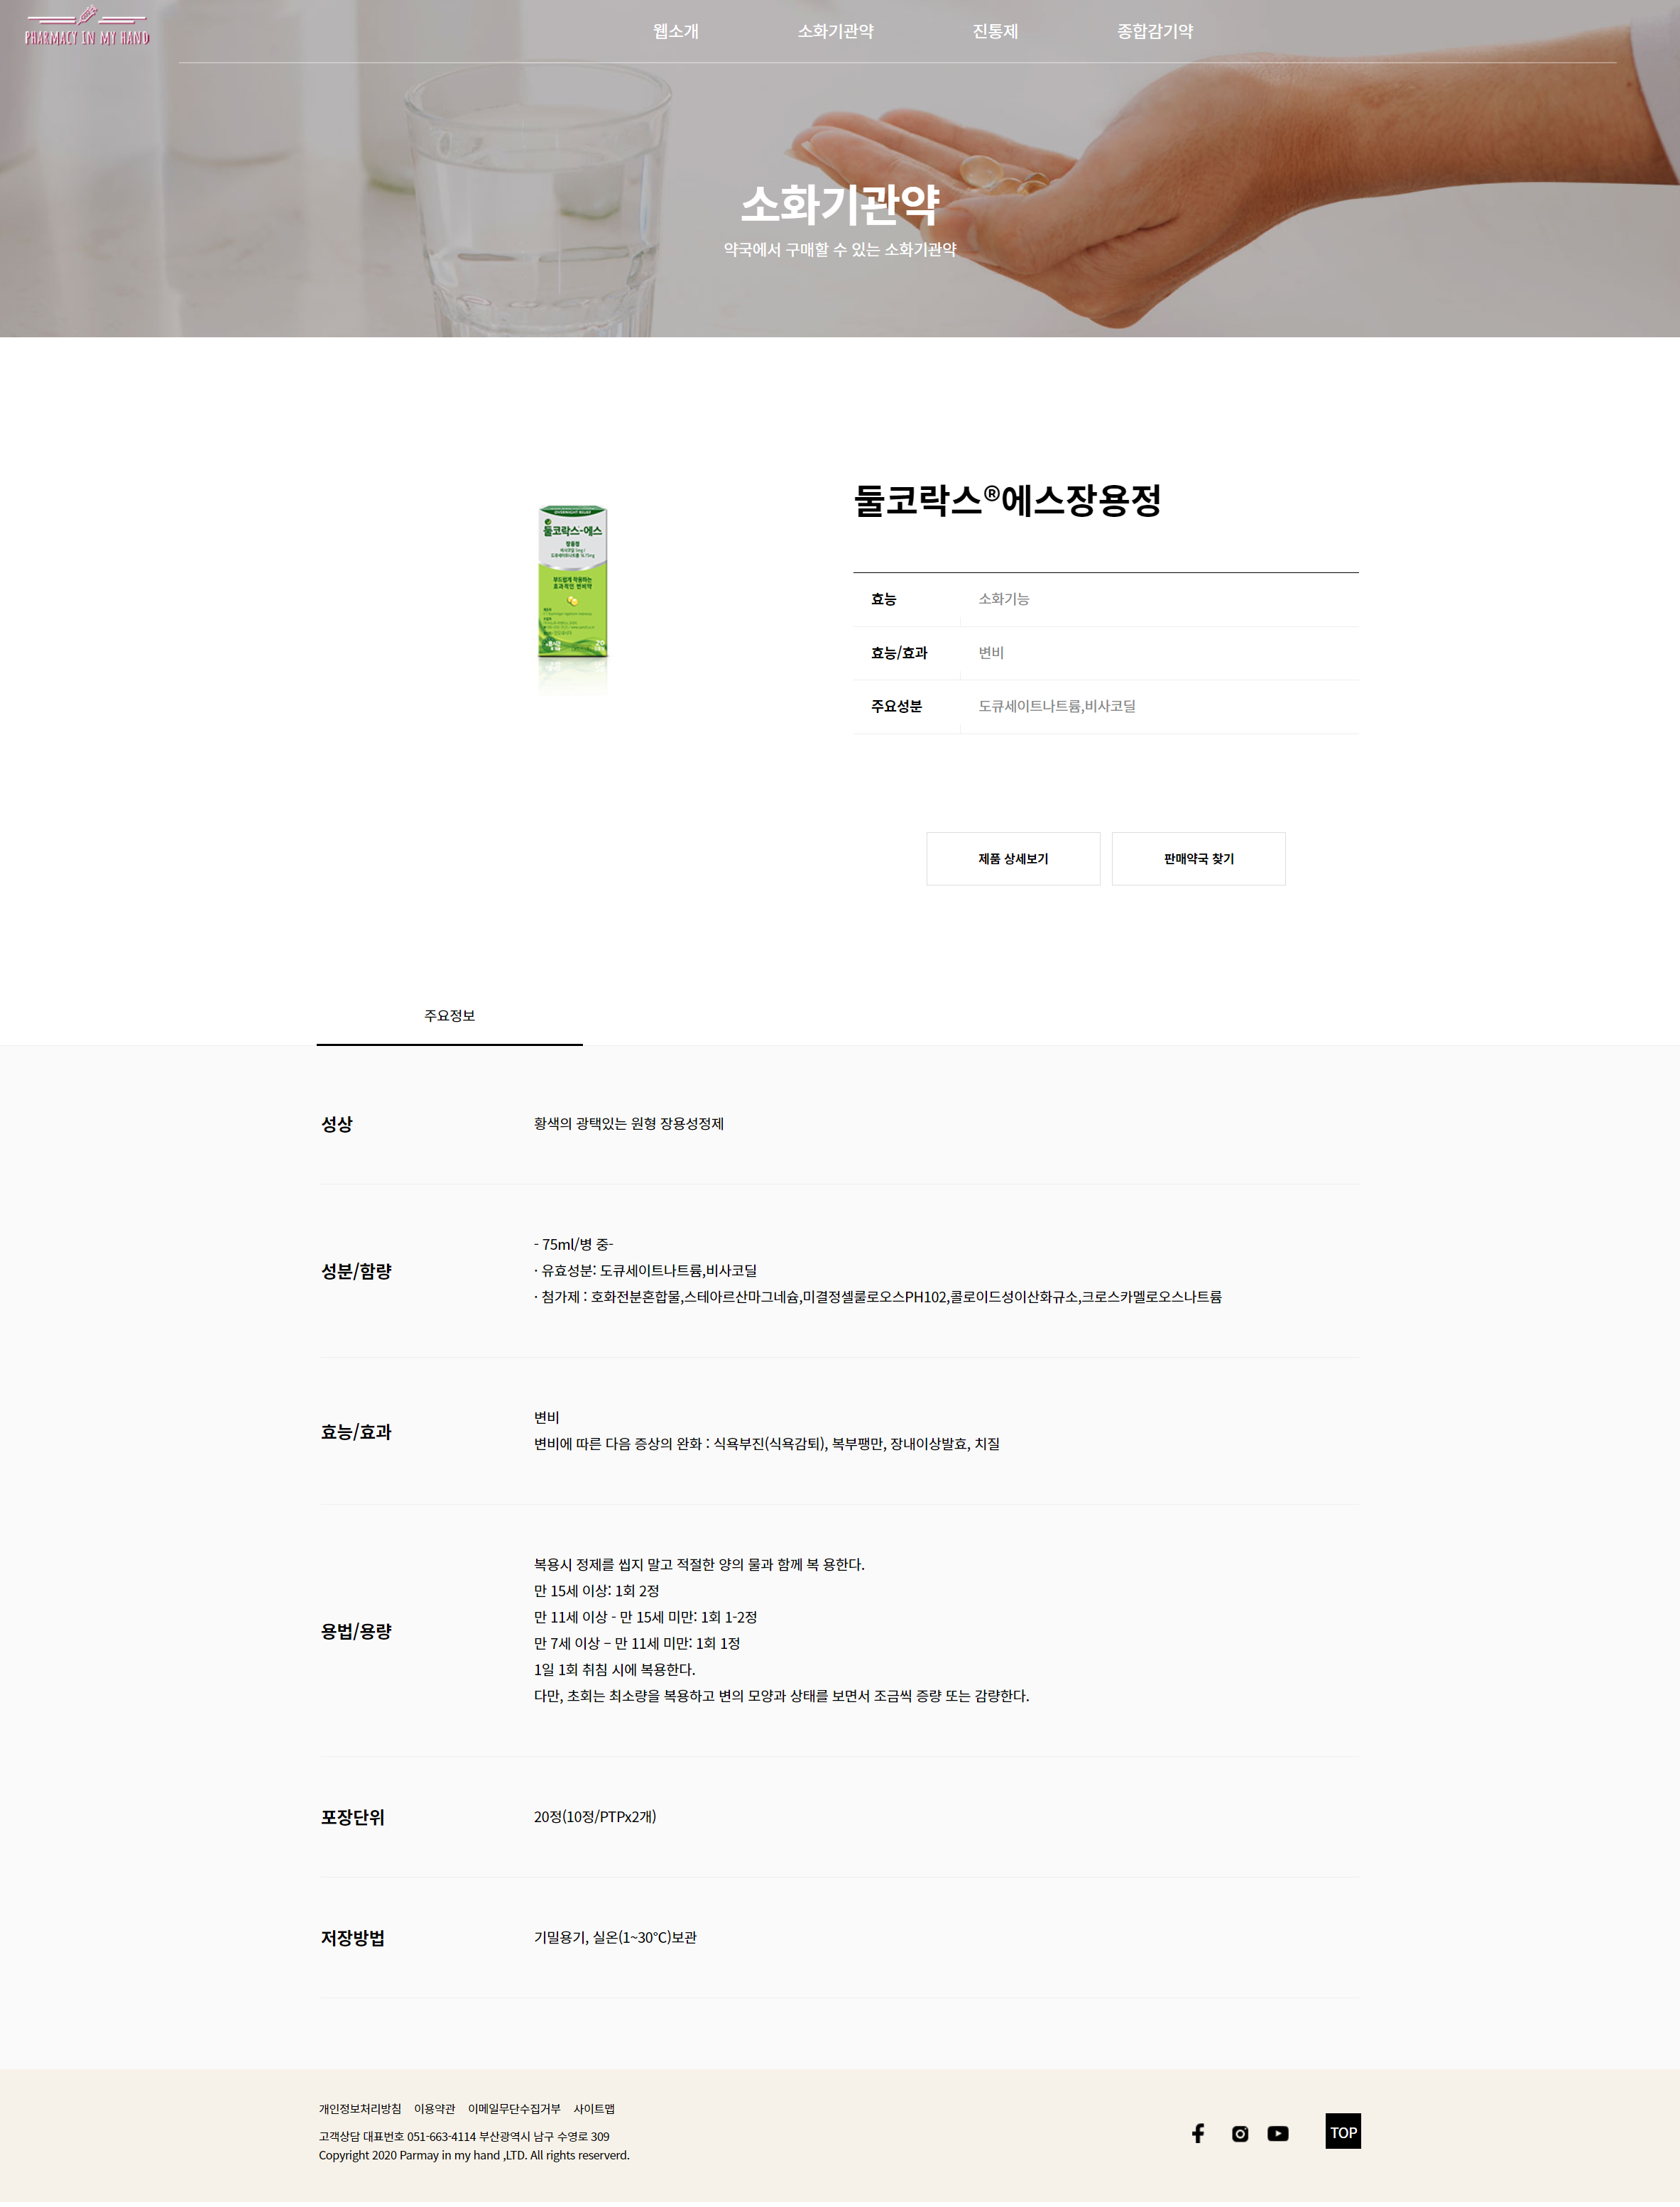 PHARMACY IN MY HAND
웹소개 소화기관약 진통제 종합감기약
소화기관약
약국에서 구매할 수 있는 소화기관약
둘코락스®에스장용정
OVERNIGHT RELIEF
둘코락스-에스
장용정
부드럽게 작용하는
효과적인 변비약
20
효능 소화기능
효능/효과 변비
주요성분 도큐세이트나트륨,비사코딜
제품 상세보기 판매약국 찾기
주요정보
성상 황색의 광택있는 원형 장용성정제
성분/함량
- 75ml/병 중-
· 유효성분: 도큐세이트나트륨,비사코딜
· 첨가제 : 호화전분혼합물,스테아르산마그네슘,미결정셀룰로오스PH102,콜로이드성이산화규소,크로스카멜로오스나트륨
효능/효과
변비
변비에 따른 다음 증상의 완화 : 식욕부진(식욕감퇴), 복부팽만, 장내이상발효, 치질
용법/용량
복용시 정제를 씹지 말고 적절한 양의 물과 함께 복 용한다.
만 15세 이상: 1회 2정
만 11세 이상 - 만 15세 미만: 1회 1-2정
만 7세 이상 – 만 11세 미만: 1회 1정
1일 1회 취침 시에 복용한다.
다만, 초회는 최소량을 복용하고 변의 모양과 상태를 보면서 조금씩 증량 또는 감량한다.
포장단위 20정(10정/PTPx2개)
저장방법 기밀용기, 실온(1~30℃)보관
개인정보처리방침 이용약관 이메일무단수집거부 사이트맵
고객상담 대표번호 051-663-4114 부산광역시 남구 수영로 309
Copyright 2020 Parmay in my hand ,LTD. All rights reserverd.
TOP